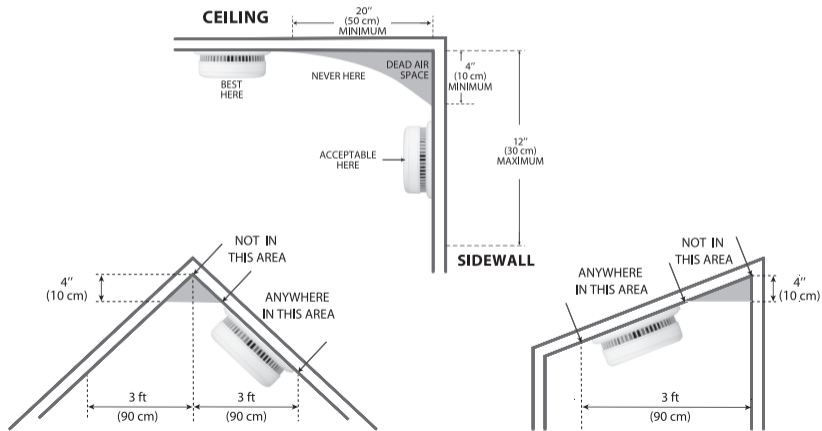 CEILING
20"
(50 cm)
MINIMUM
DEAD AIR
SPACE
NEVER HERE
BEST
HERE
4"
(10 cm)
MINIMUM
ACCEPTABLE
HERE
12"
(30 cm)
MAXIMUM
SIDEWALL
NOT IN
THIS AREA
4"
(10 cm)
ANYWHERE
IN THIS AREA
3 ft
(90 cm)
3 ft
(90 cm)
NOT IN
THIS AREA
ANYWHERE
IN THIS AREA
4"
(10 cm)
3 ft
(90 cm)